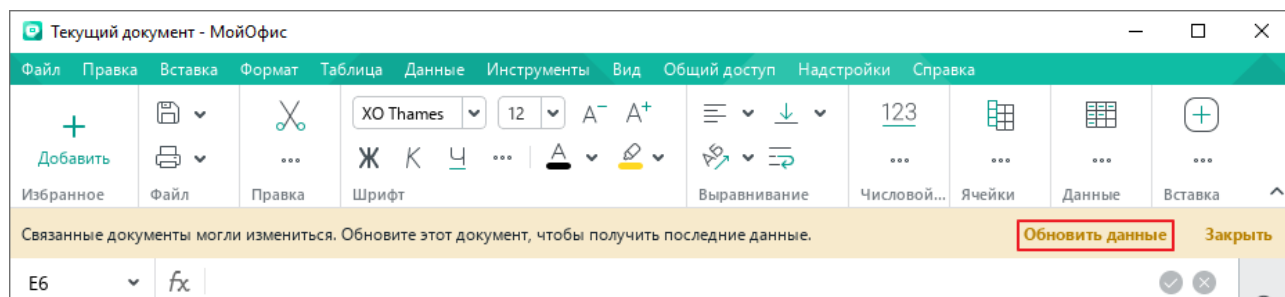 Текущий документ - МойОфис
Файл Правка Вставка Формат Таблица Данные Инструменты Вид Общий доступ Надстройки Справка
XO Thames 12 A⁻ A⁺ 123
Добавить Ж К Ч A
Избранное Файл Правка Шрифт Выравнивание Числовой... Ячейки Данные Вставка
Связанные документы могли измениться. Обновите этот документ, чтобы получить последние данные. Обновить данные Закрыть
E6 fx